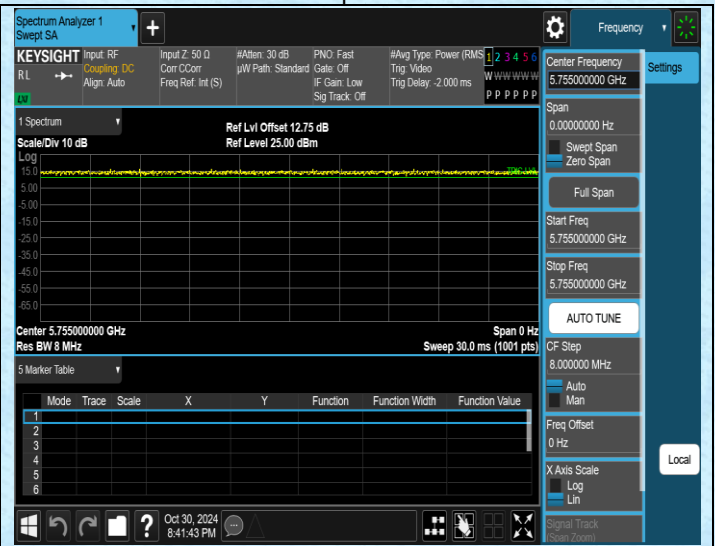 Spectrum Analyzer 1
Swept SA
Frequency
KEYSIGHT
RL
LXI
Input: RF
Coupling: DC
Align: Auto
Input Z: 50 Ω
Corr CCorr
Freq Ref: Int (S)
#Atten: 30 dB
µW Path: Standard
PNO: Fast
Gate: Off
IF Gain: Low
Sig Track: Off
#Avg Type: Power (RMS
Trig: Video
Trig Delay: -2.000 ms
1 2 3 4 5 6
W W W W W W
P P P P P P
1 Spectrum
Scale/Div 10 dB
Ref Lvl Offset 12.75 dB
Ref Level 25.00 dBm
Log
15.0
5.00
-5.00
-15.0
-25.0
-35.0
-45.0
-55.0
-65.0
Center 5.755000000 GHz
Res BW 8 MHz
Span 0 Hz
Sweep 30.0 ms (1001 pts)
5 Marker Table
Mode Trace Scale X Y Function Function Width Function Value
1
2
3
4
5
6
Oct 30, 2024
8:41:43 PM
Center Frequency
5.755000000 GHz
Span
0.00000000 Hz
Swept Span
Zero Span
Full Span
Start Freq
5.755000000 GHz
Stop Freq
5.755000000 GHz
AUTO TUNE
CF Step
8.000000 MHz
Auto
Man
Freq Offset
0 Hz
X Axis Scale
Log
Lin
Signal Track
(Span Zoom)
Settings
Local